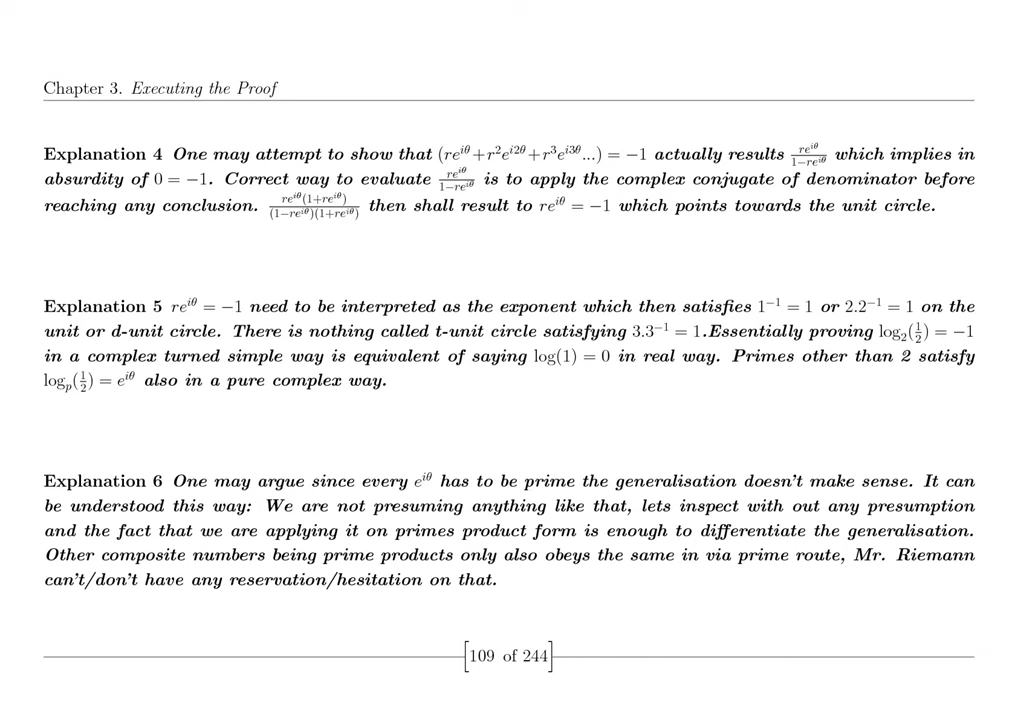 Chapter 3. Executing the Proof
Explanation 4 One may attempt to show that (re^{iθ}+r^2e^{i2θ}+r^3e^{i3θ}...) = −1 actually results \frac{re^{iθ}}{1−re^{iθ}} which implies in
absurdity of 0 = −1. Correct way to evaluate \frac{re^{iθ}}{1−re^{iθ}} is to apply the complex conjugate of denominator before
reaching any conclusion. \frac{re^{iθ}(1+re^{iθ})}{(1−re^{iθ})(1+re^{iθ})} then shall result to re^{iθ} = −1 which points towards the unit circle.
Explanation 5 re^{iθ} = −1 need to be interpreted as the exponent which then satisfies 1^{−1} = 1 or 2.2^{−1} = 1 on the
unit or d-unit circle. There is nothing called t-unit circle satisfying 3.3^{−1} = 1.Essentially proving log_2(\frac{1}{2}) = −1
in a complex turned simple way is equivalent of saying log(1) = 0 in real way. Primes other than 2 satisfy
log_p(\frac{1}{2}) = e^{iθ} also in a pure complex way.
Explanation 6 One may argue since every e^{iθ} has to be prime the generalisation doesn't make sense. It can
be understood this way: We are not presuming anything like that, lets inspect with out any presumption
and the fact that we are applying it on primes product form is enough to differentiate the generalisation.
Other composite numbers being prime products only also obeys the same in via prime route, Mr. Riemann
can't/don't have any reservation/hesitation on that.
[109 of 244]